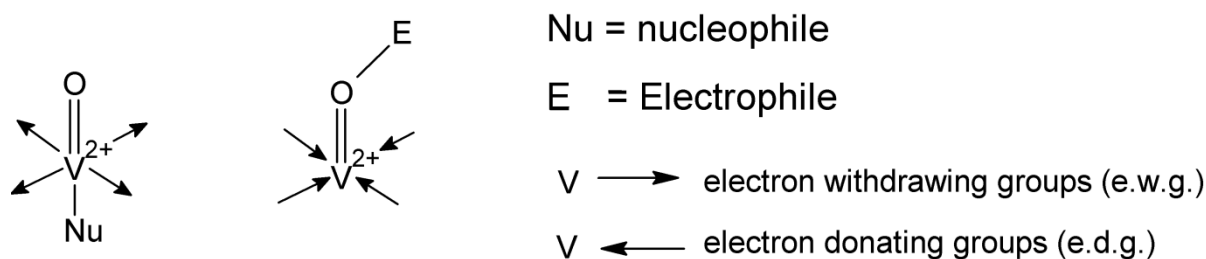 O
V2+
Nu
E
O
V2+
Nu = nucleophile
E = Electrophile
V electron withdrawing groups (e.w.g.)
V electron donating groups (e.d.g.)